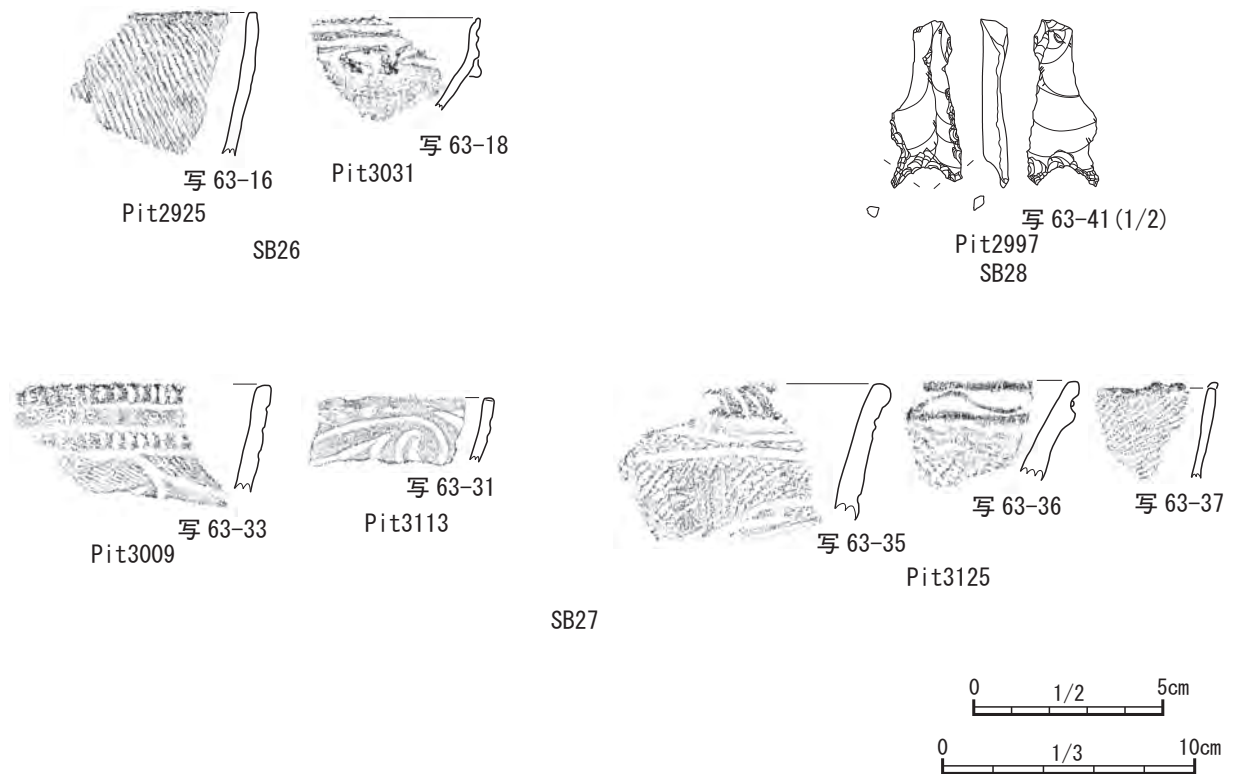 写 63-16
Pit2925
写 63-18
Pit3031
SB26
写 63-41(1/2)
Pit2997
SB28
写 63-33
Pit3009
写 63-31
Pit3113
写 63-35
写 63-36
写 63-37
Pit3125
SB27
0 1/2 5cm
0 1/3 10cm